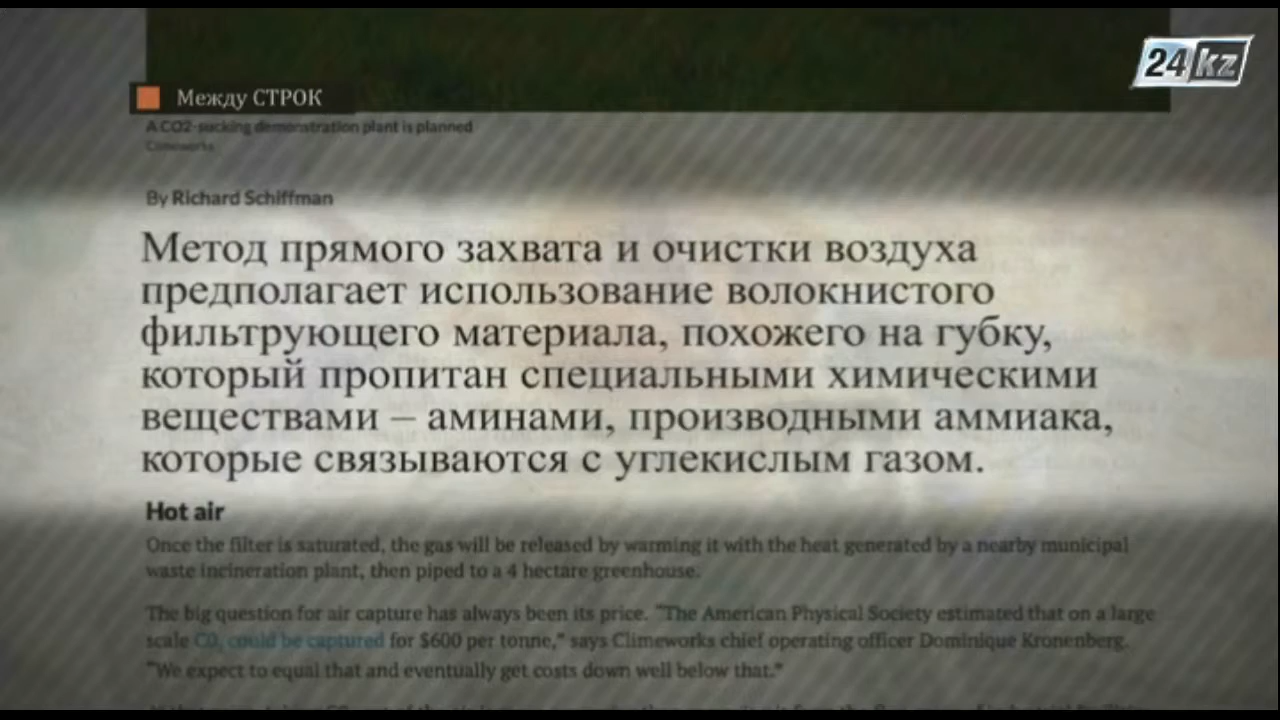 24 kz
Между СТРОК
A CO2-sucking demonstration plant is planned
Climeworks
By Richard Schiffman
Метод прямого захвата и очистки воздуха
предполагает использование волокнистого
фильтрующего материала, похожего на губку,
который пропитан специальными химическими
веществами – аминами, производными аммиака,
которые связываются с углекислым газом.
Hot air
Once the filter is saturated, the gas will be released by warming it with the heat generated by a nearby municipal
waste incineration plant, then piped to a 4 hectare greenhouse.
The big question for air capture has always been its price. "The American Physical Society estimated that on a large
scale CO₂ could be captured for $600 per tonne," says Climeworks chief operating officer Dominique Kronenberg.
"We expect to equal that and eventually get costs down well below that."